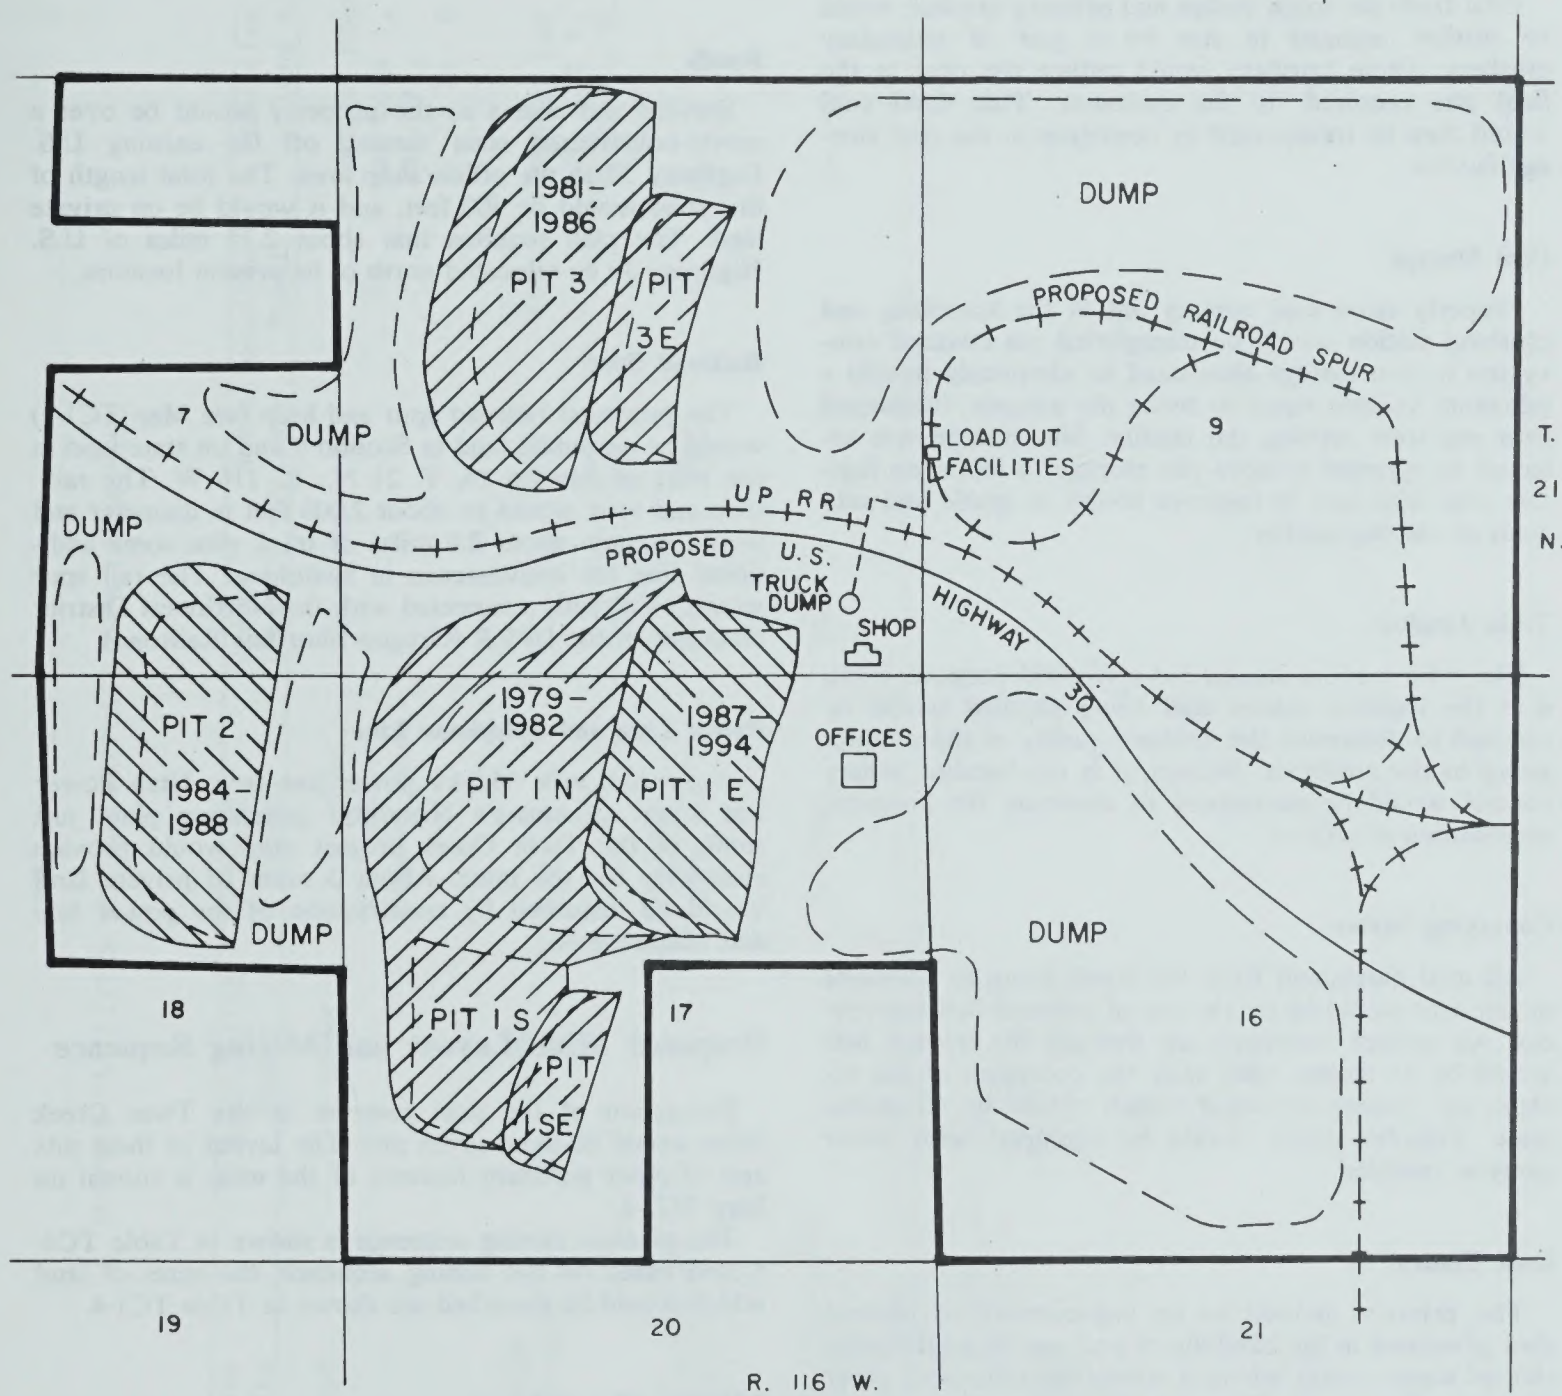 1981-
1986
PIT 3
PIT
3E
DUMP
PROPOSED RAILROAD SPUR
7
DUMP
9
LOAD OUT
FACILITIES
T.
21
N.
UP RR
DUMP
PROPOSED U.S. HIGHWAY 30
TRUCK
DUMP
SHOP
PIT 2
1984-
1988
1979-
1982
PIT 1 N
1987-
1994
PIT 1 E
OFFICES
DUMP
DUMP
18
PIT 1 S
17
16
PIT
1SE
19
20
21
R. 116 W.